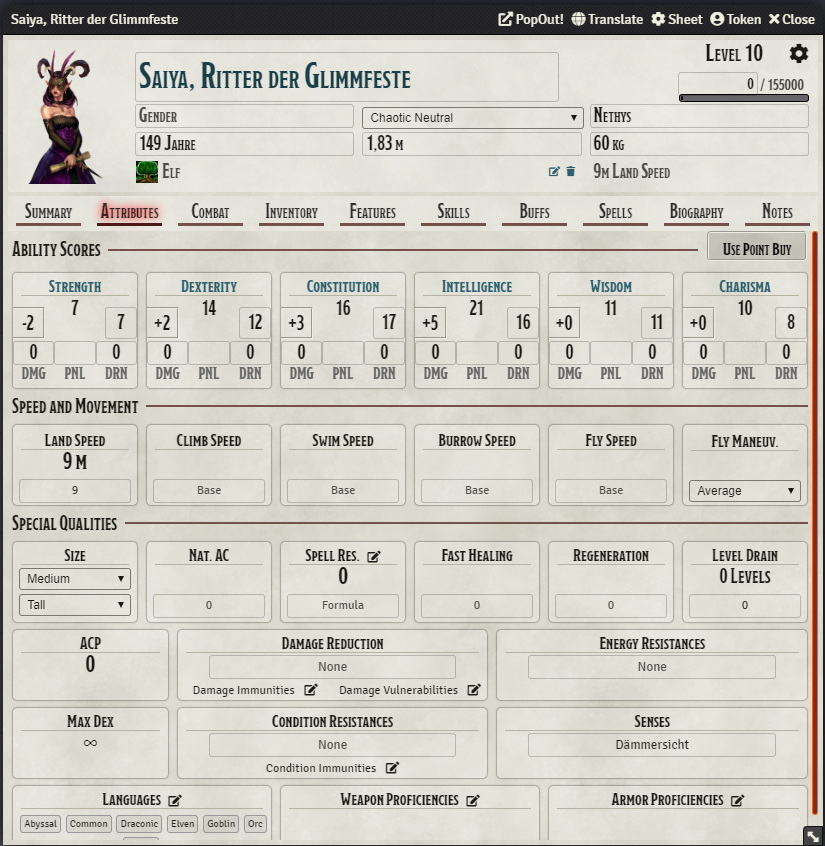 Saiya, Ritter der Glimmfeste PopOut! Translate Sheet Token Close
Saiya, Ritter der Glimmfeste
Level 10
0 / 155000
Gender Chaotic Neutral Nethys
149 Jahre 1,83 m 60 kg
Elf 9m Land Speed
Summary Attributes Combat Inventory Features Skills Buffs Spells Biography Notes
Ability Scores Use Point Buy
Strength Dexterity Constitution Intelligence Wisdom Charisma
7 14 16 21 11 10
-2 7 +2 12 +3 17 +5 16 +0 11 +0 8
0 0 0 0 0 0 0 0 0 0 0 0
DMG PNL DRN DMG PNL DRN DMG PNL DRN DMG PNL DRN DMG PNL DRN DMG PNL DRN
Speed and Movement
Land Speed Climb Speed Swim Speed Burrow Speed Fly Speed Fly Maneuv.
9 m
9 Base Base Base Base Average
Special Qualities
Size Nat. AC Spell Res. Fast Healing Regeneration Level Drain
Medium 0 0 Levels
Tall 0 Formula 0 0 0
ACP Damage Reduction Energy Resistances
0 None None
Damage Immunities Damage Vulnerabilities
Max Dex Condition Resistances Senses
∞ None Dämmersicht
Condition Immunities
Languages Weapon Proficiencies Armor Proficiencies
Abyssal Common Draconic Elven Goblin Orc